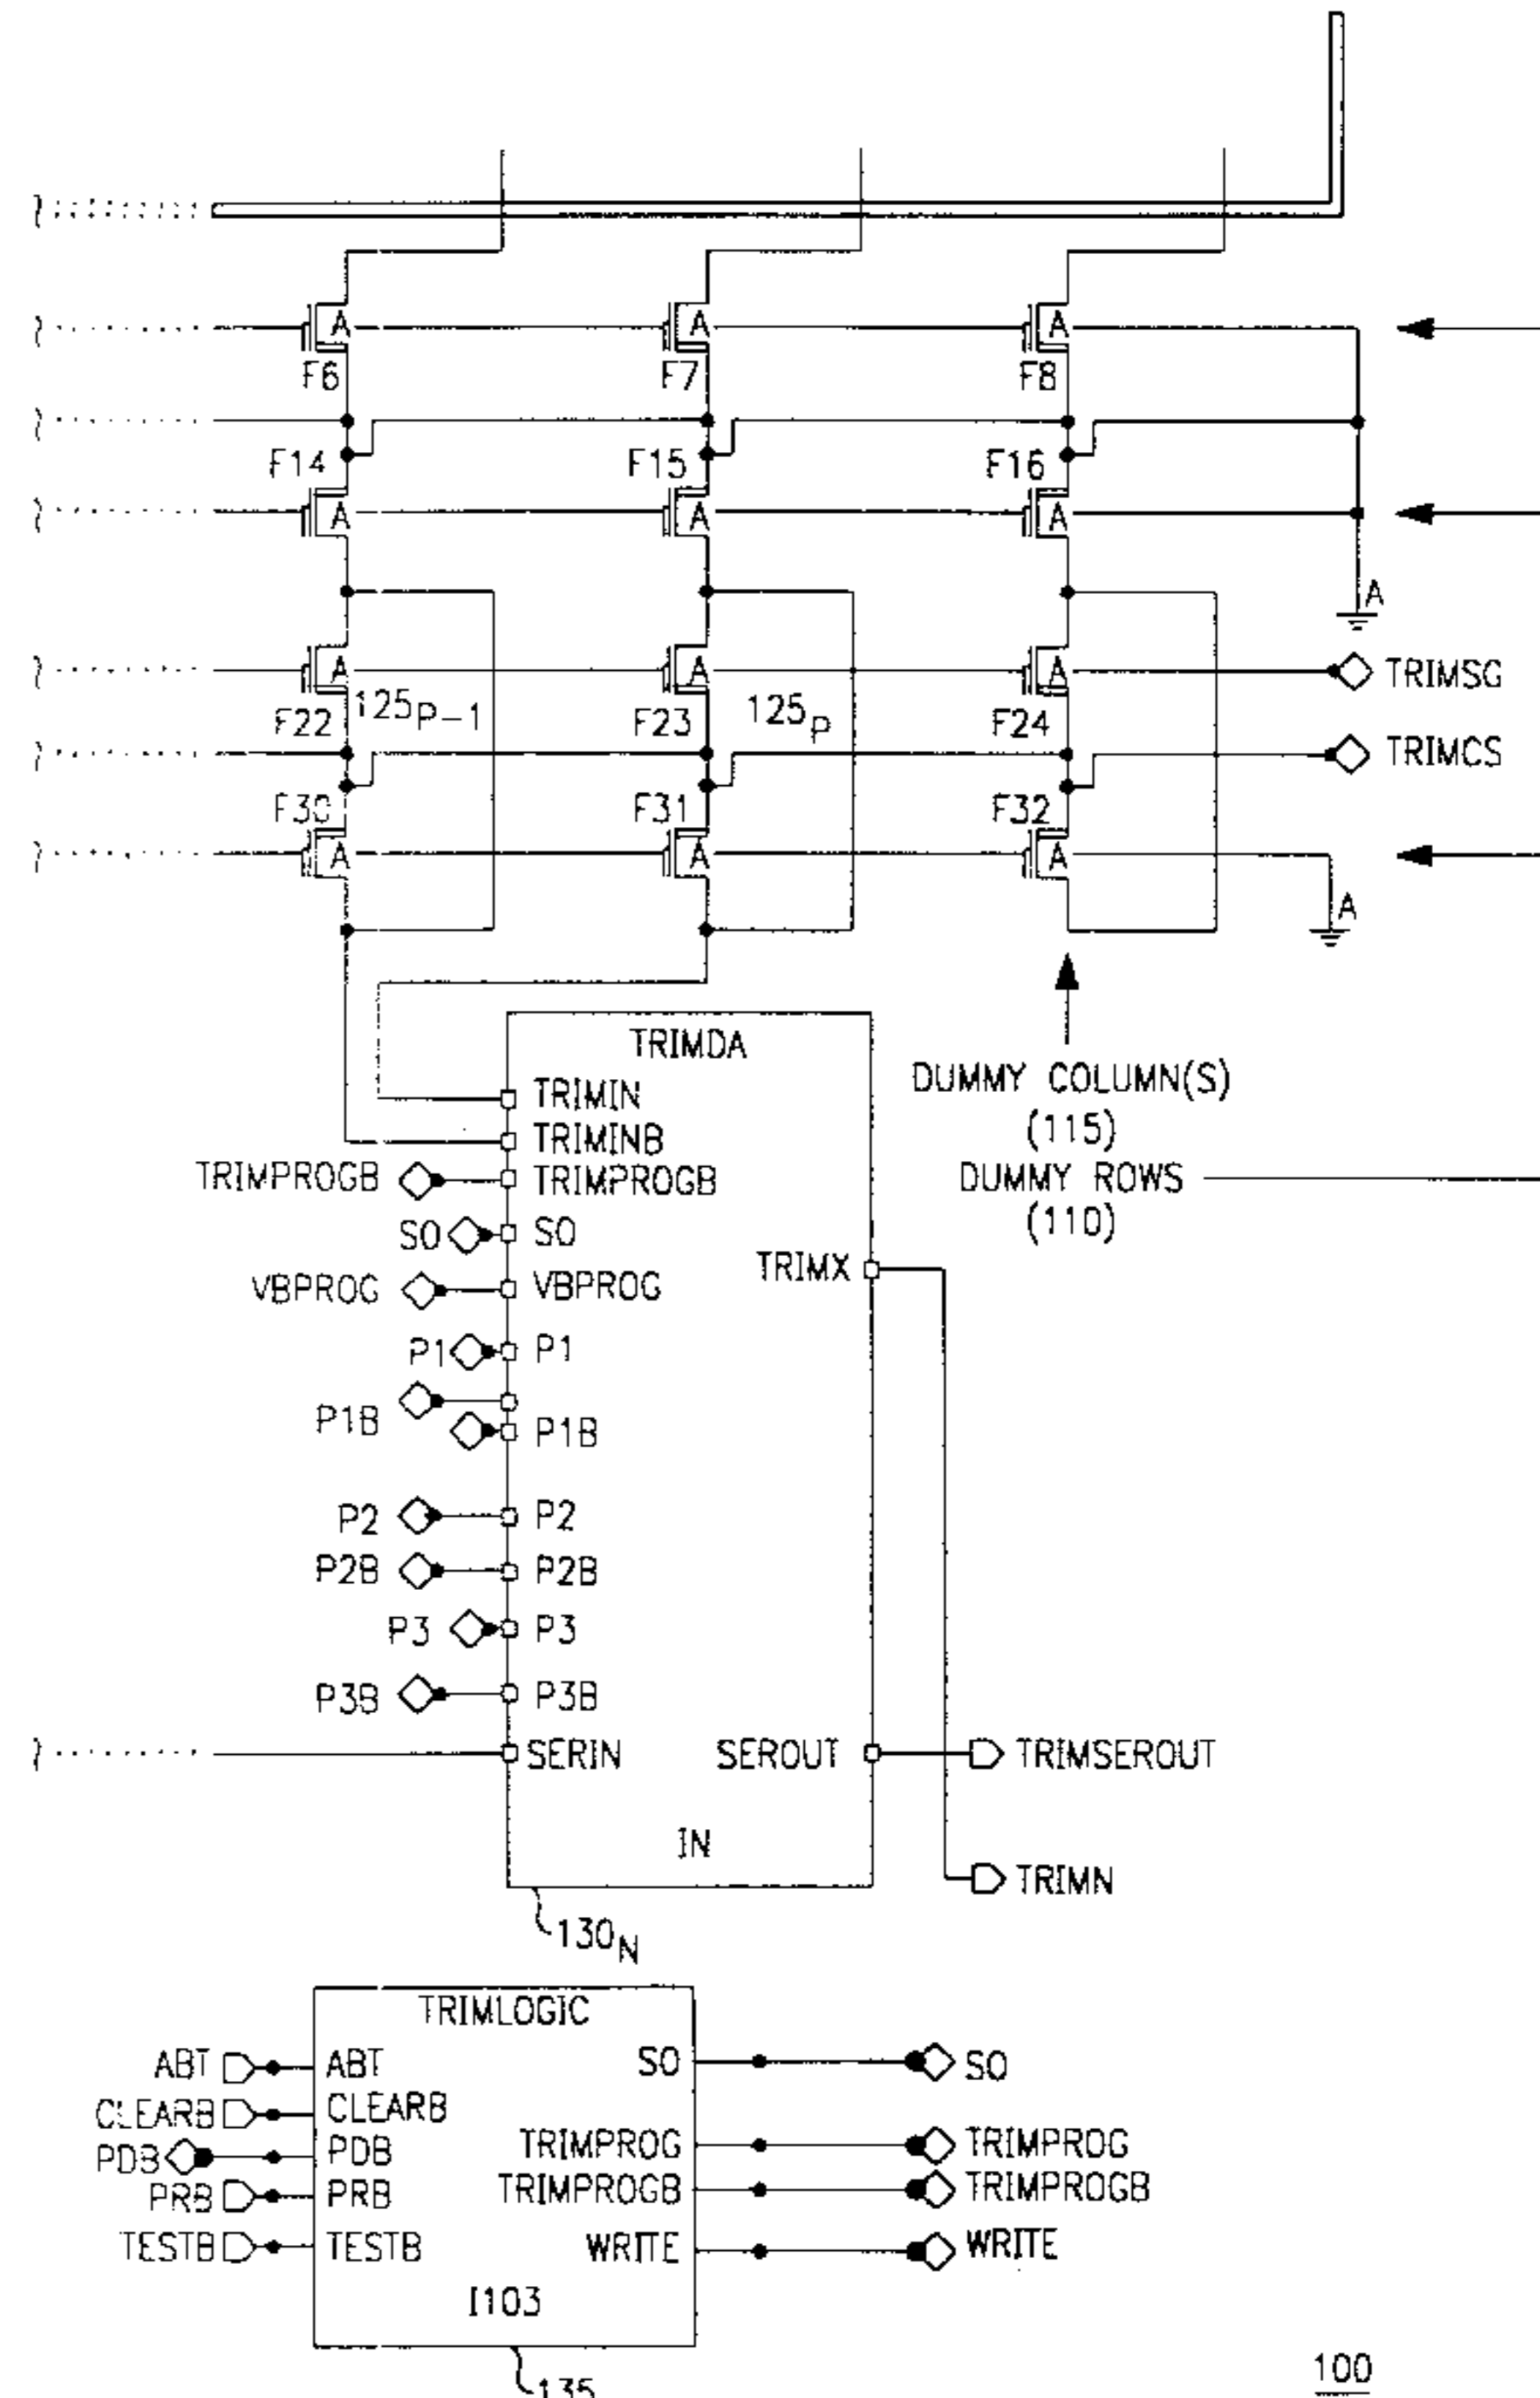 A A A
F6 F7 F8
F14 F15 F16
A A A
A
A A A TRIMSG
F22 125P-1 F23 125P F24
TRIMCS
F30 F31 F32
A A A
A
TRIMDA
DUMMY COLUMN(S)
(115)
DUMMY ROWS
(110)
TRIMIN
TRIMINB
TRIMPROGB TRIMPROGB
SO SO
TRIMX
VBPROG VBPROG
P1 P1
P1B P1B
P2 P2
P2B P2B
P3 P3
P3B P3B
SERIN SEROUT TRIMSEROUT
IN
TRIMN
130N
TRIMLOGIC
ABT ABT SO SO
CLEARB CLEARB
PDB PDB TRIMPROG TRIMPROG
PRB PRB TRIMPROGB TRIMPROGB
TESTB TESTB WRITE WRITE
I103
135
100